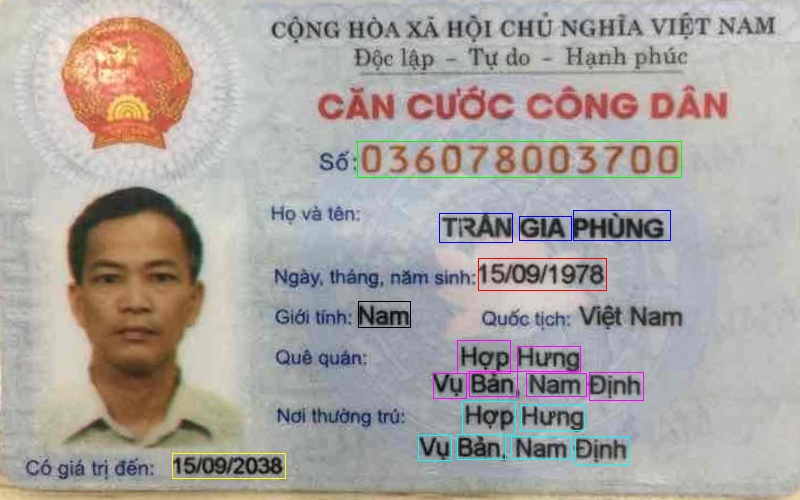 CỘNG HÒA XÃ HỘI CHỦ NGHĨA VIỆT NAM
Độc lập - Tự do - Hạnh phúc
CĂN CƯỚC CÔNG DÂN
Số: 036078003700
Họ và tên: TRẦN GIA PHÙNG
Ngày, tháng, năm sinh: 15/09/1978
Giới tính: Nam Quốc tịch: Việt Nam
Quê quán: Hợp Hưng
Vụ Bản, Nam Định
Nơi thường trú: Hợp Hưng
Vụ Bản, Nam Định
Có giá trị đến: 15/09/2038